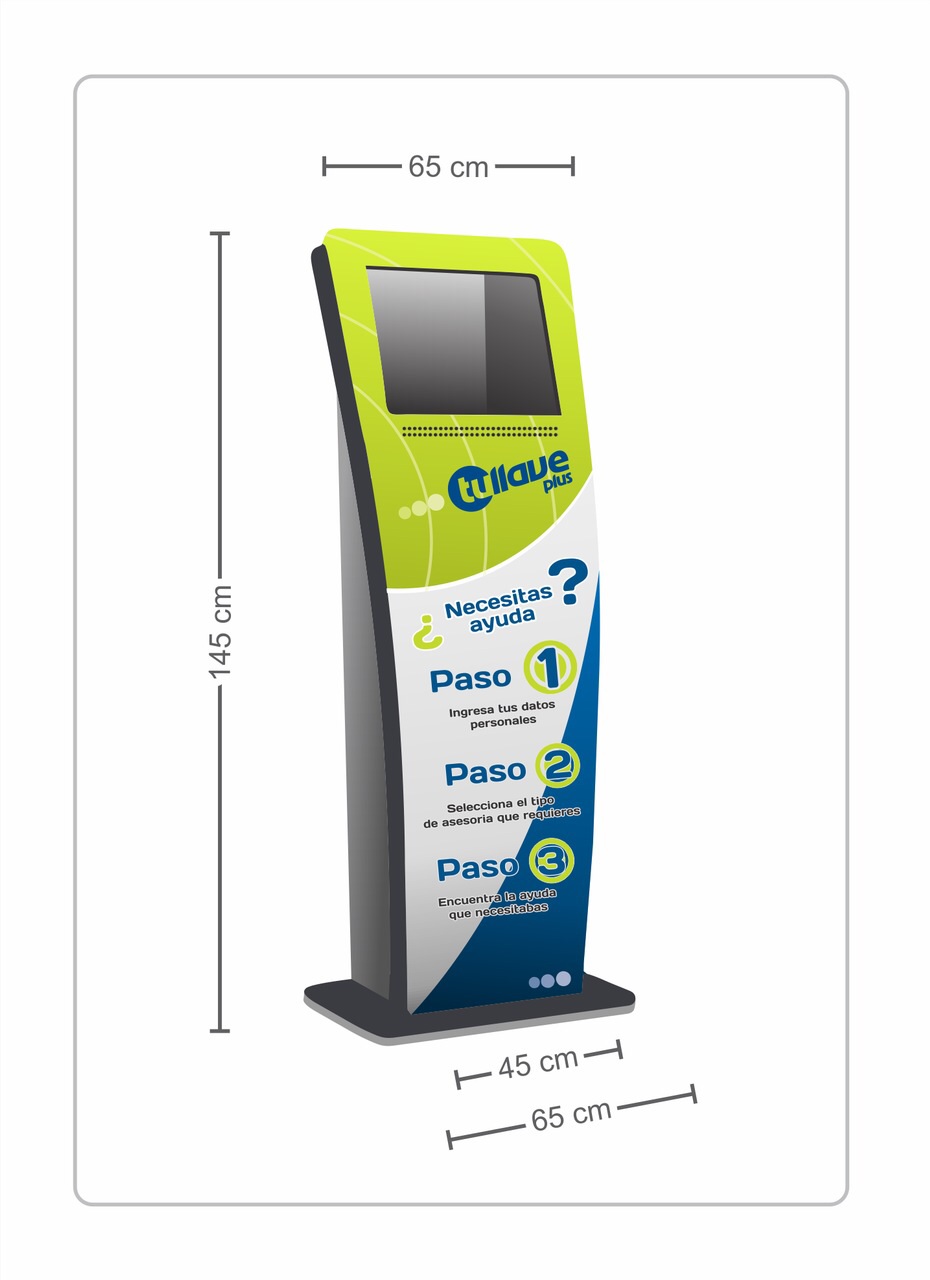 65 cm
145 cm
tullave
plus
¿ Necesitas ?
ayuda
Paso 1
Ingresa tus datos
personales
Paso 2
Selecciona el tipo
de asesoria que requieres
Paso 3
Encuentra la ayuda
que necesitabas
45 cm
65 cm